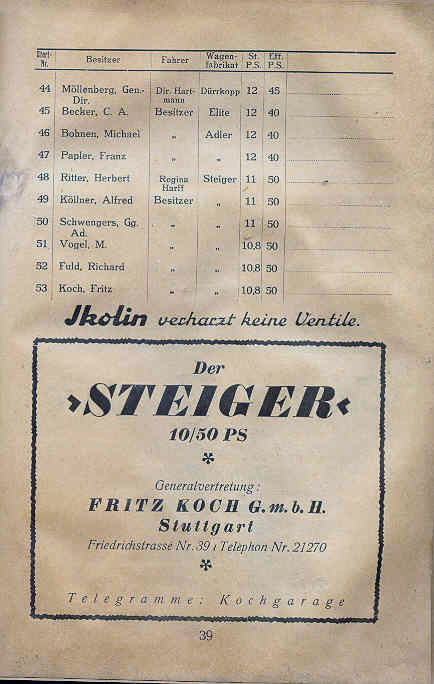 Start-Nr. Besitzer Fahrer Wagen-fabrikat St. P.S. Eff. P.S.
44 Möllenberg, Gen.- Dir. Hart- Dürrkopp 12 45
Dir. mann
45 Becker, C. A. Besitzer Elite 12 40
46 Bohnen, Michael „ Adler 12 40
47 Papler, Franz „ „ 12 40
48 Ritter, Herbert Regina Steiger 11 50
Harff
49 Köllner, Alfred Besitzer „ 11 50
50 Schwengers, Gg. „ „ 11 50
Ad.
51 Vogel, M. „ „ 10,8 50
52 Fuld, Richard „ „ 10,8 50
53 Koch, Fritz „ „ 10,8 50
Ikolin verharzt keine Ventile.
Der
›STEIGER‹
10/50 PS
*
Generalvertretung:
FRITZ KOCH G.m.b.H.
Stuttgart
Friedrichstrasse Nr. 39 : Telephon Nr. 21270
*
Telegramme: Kochgarage
39